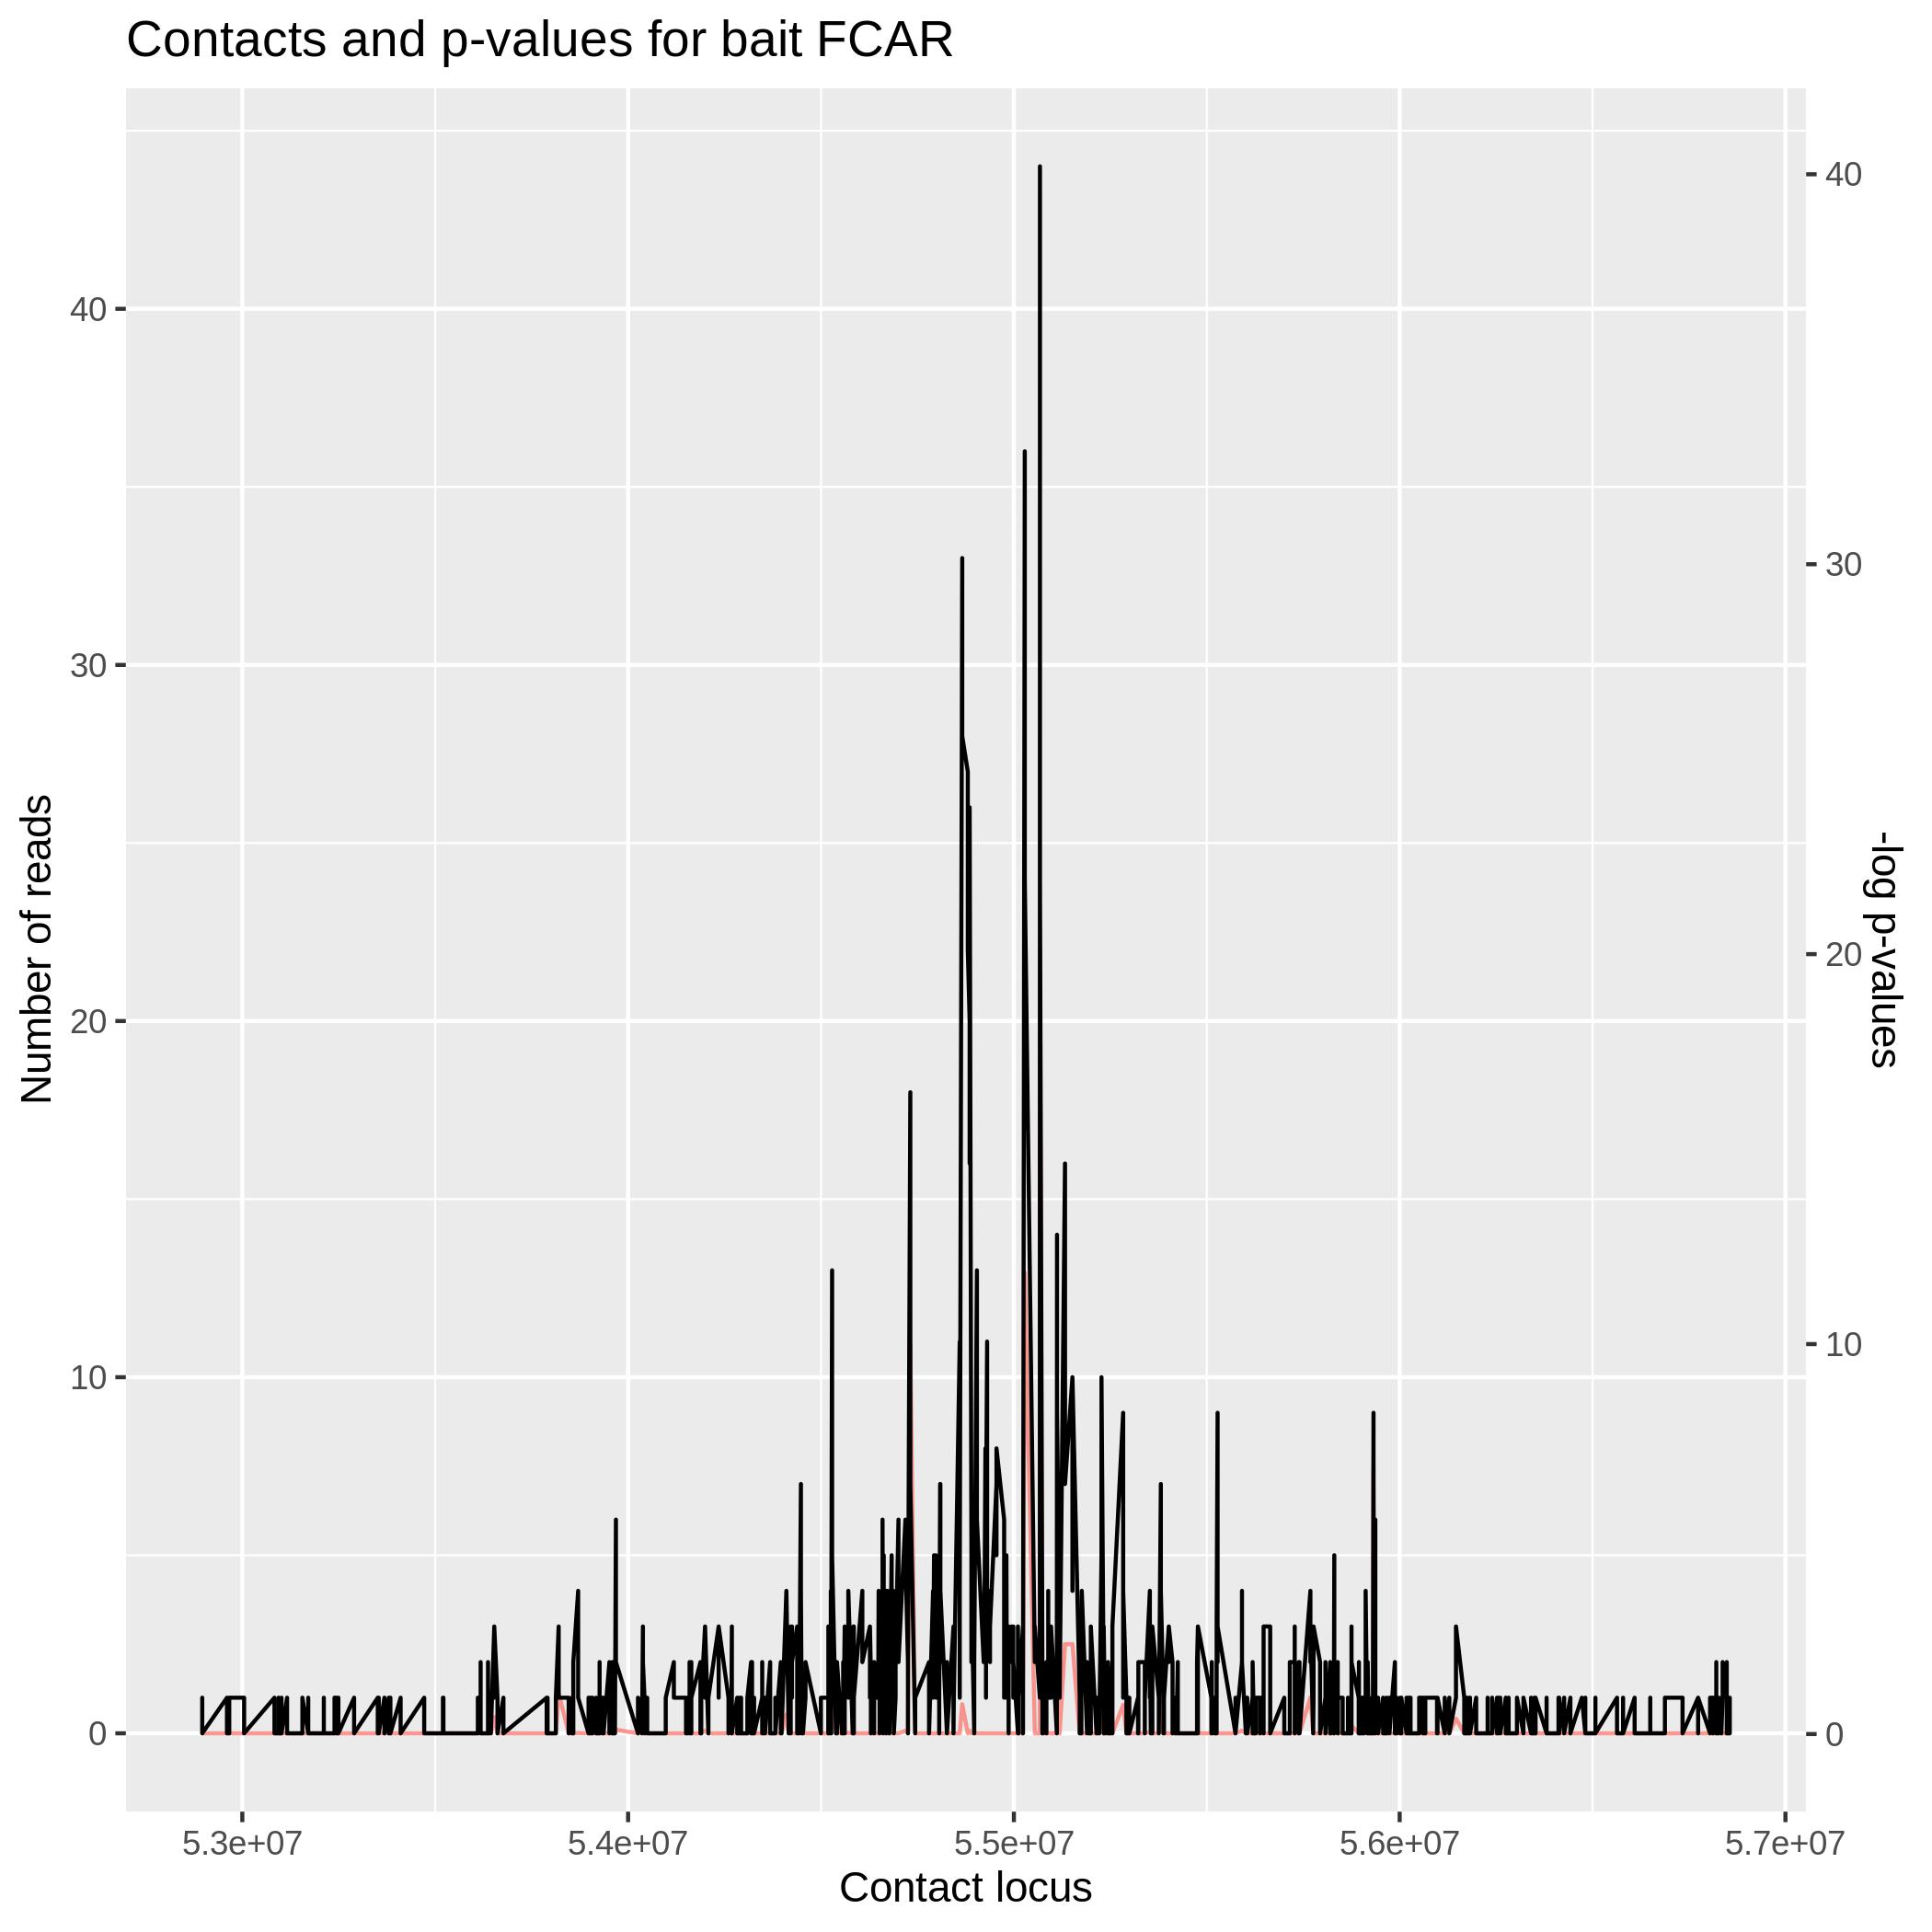 Contacts and p-values for bait FCAR
Number of reads
40
30
20
10
0
40
30
20
10
0
-log p-values
5.3e+07
5.4e+07
5.5e+07
5.6e+07
5.7e+07
Contact locus